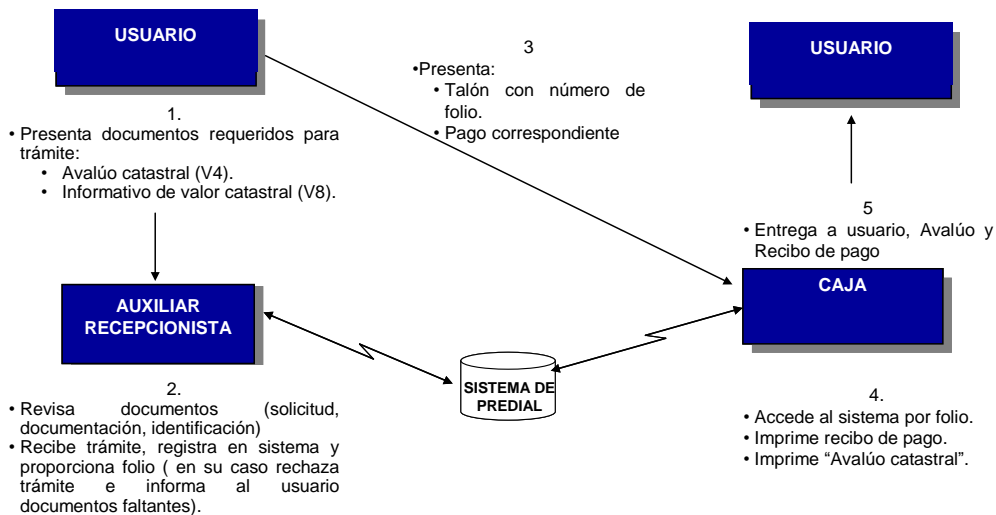 USUARIO
1.
• Presenta documentos requeridos para
trámite:
• Avalúo catastral (V4).
• Informativo de valor catastral (V8).
AUXILIAR
RECEPCIONISTA
2.
• Revisa documentos (solicitud,
documentación, identificación)
• Recibe trámite, registra en sistema y
proporciona folio ( en su caso rechaza
trámite e informa al usuario
documentos faltantes).
3
•Presenta:
• Talón con número de
folio.
• Pago correspondiente
SISTEMA DE
PREDIAL
USUARIO
5
• Entrega a usuario, Avalúo y
Recibo de pago
CAJA
4.
• Accede al sistema por folio.
• Imprime recibo de pago.
• Imprime “Avalúo catastral”.